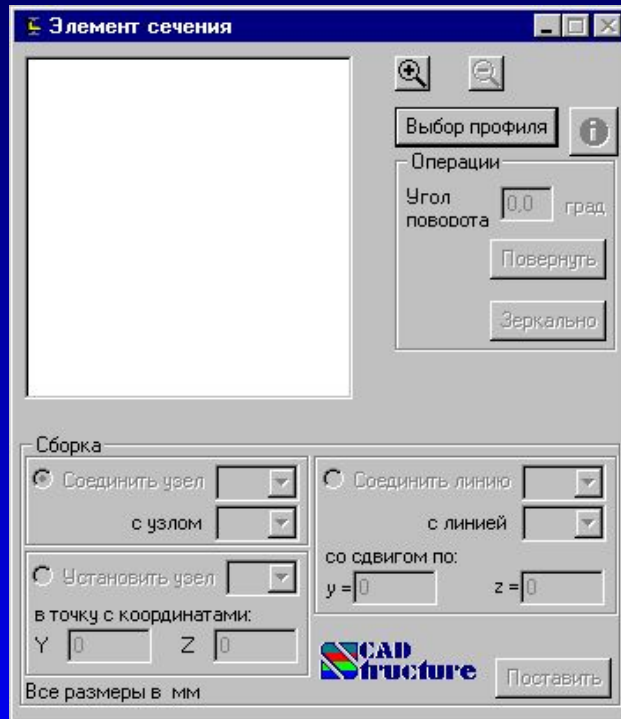 Элемент сечения
Выбор профиля
Операции
Угол
поворота 0,0 град
Повернуть
Зеркально
Сборка
Соединить узел
с узлом
Соединить линию
с линией
со сдвигом по:
y = 0 z = 0
Установить узел
в точку с координатами:
Y 0 Z 0
Все размеры в мм
SCAD
Structure
Поставить